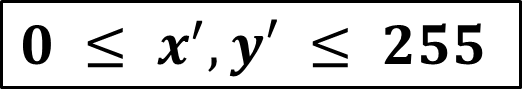 0 ≤ x′, y′ ≤ 255